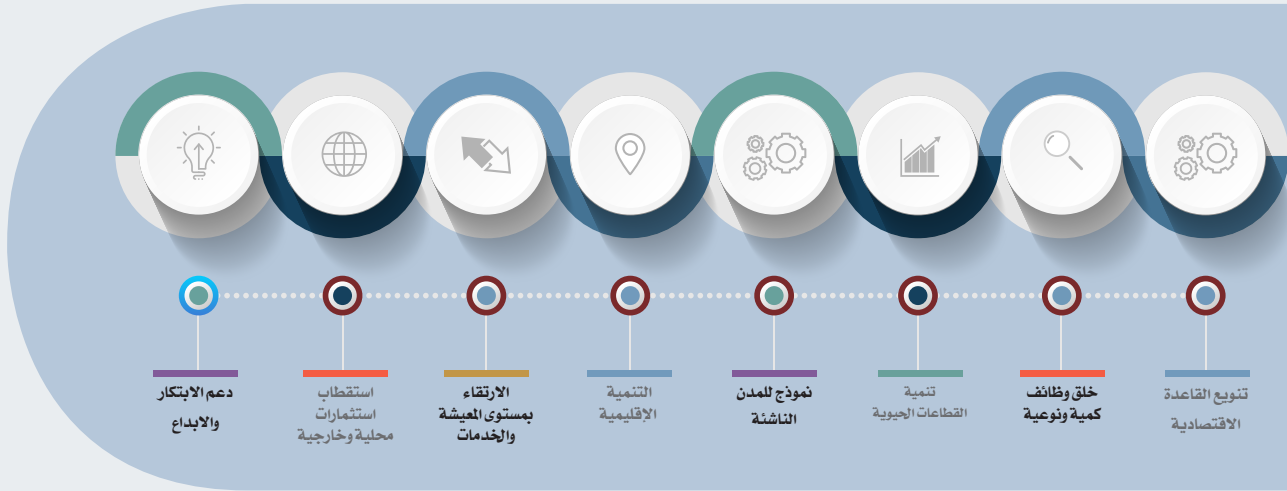 تنويع القاعدة
الاقتصادية
خلق وظائف
كمية ونوعية
تنمية
القطاعات الحيوية
نموذج للمدن
الناشئة
التنمية
الإقليمية
الارتقاء
بمستوى المعيشة
والخدمات
استقطاب
استثمارات
محلية وخارجية
دعم الابتكار
والابداع